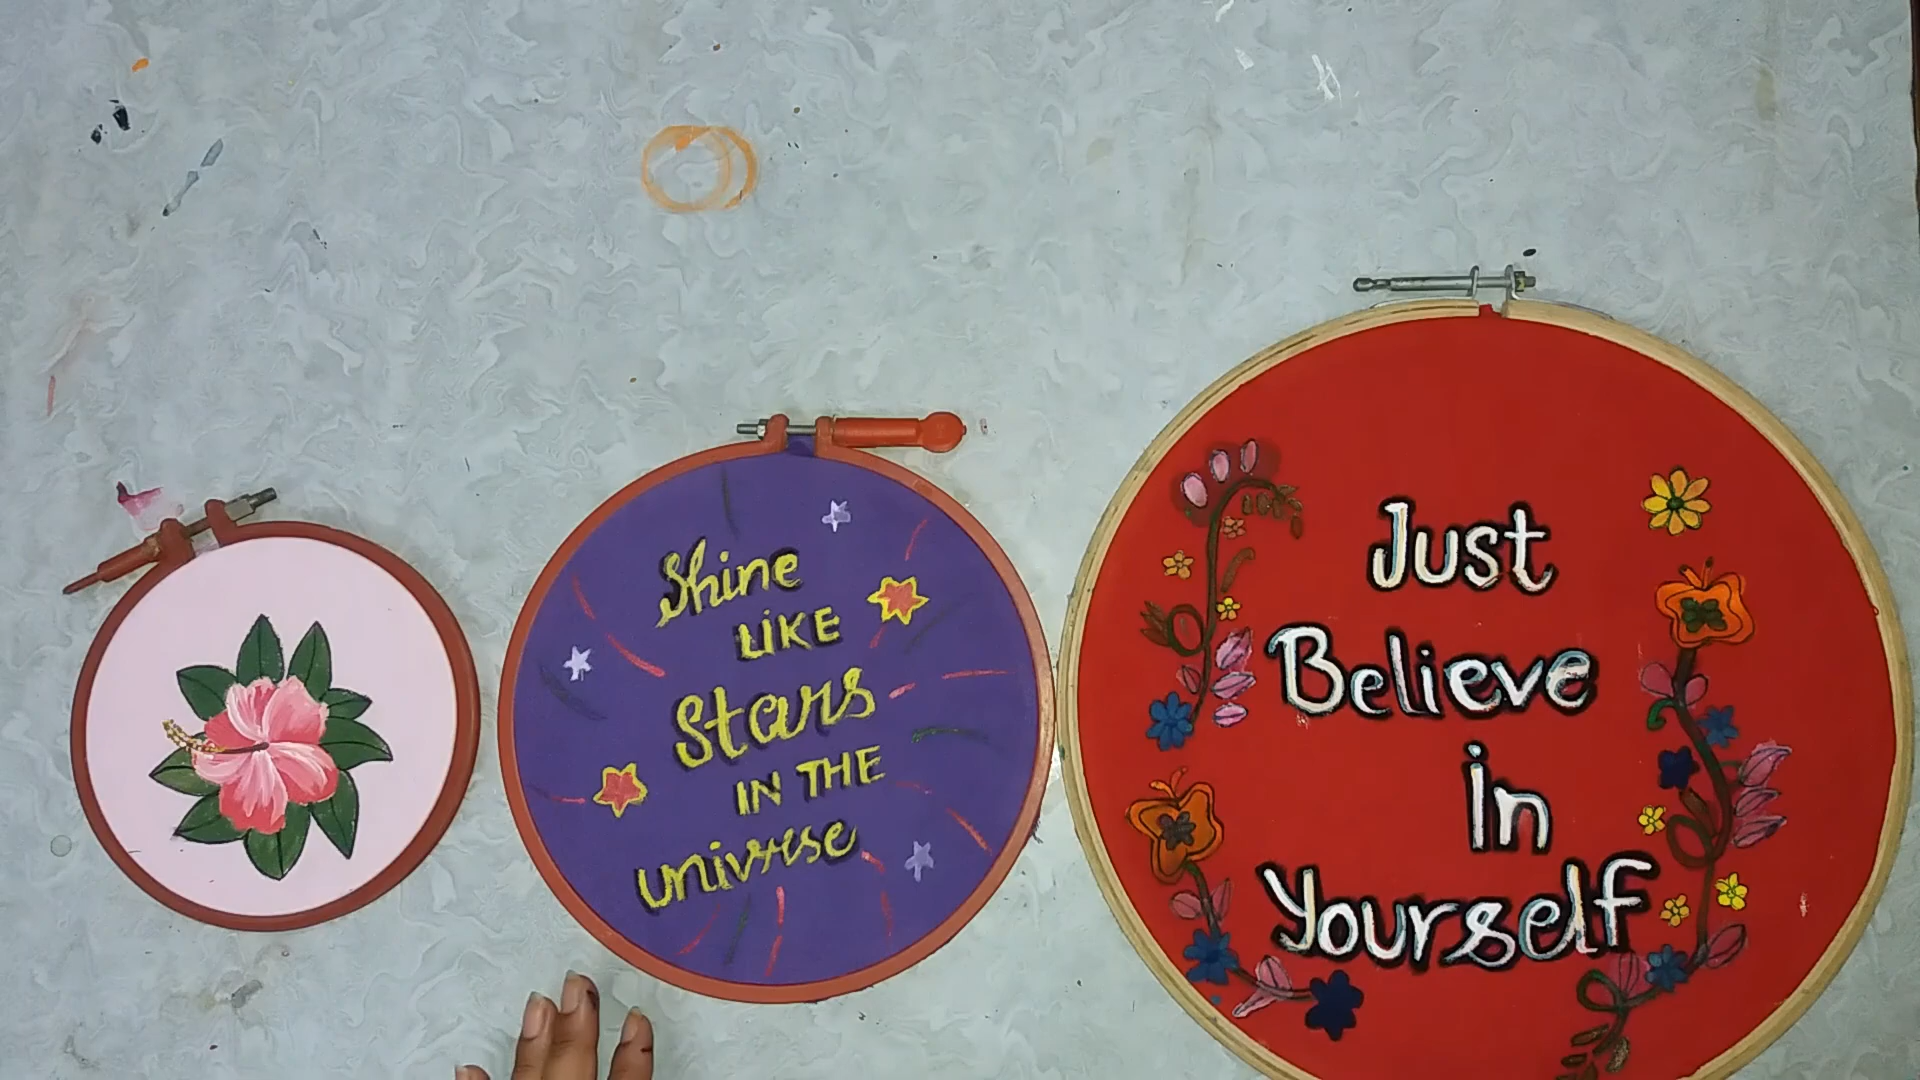 Shine
LIKE
Stars
IN THE
universe
Just
Believe
in
Yourself